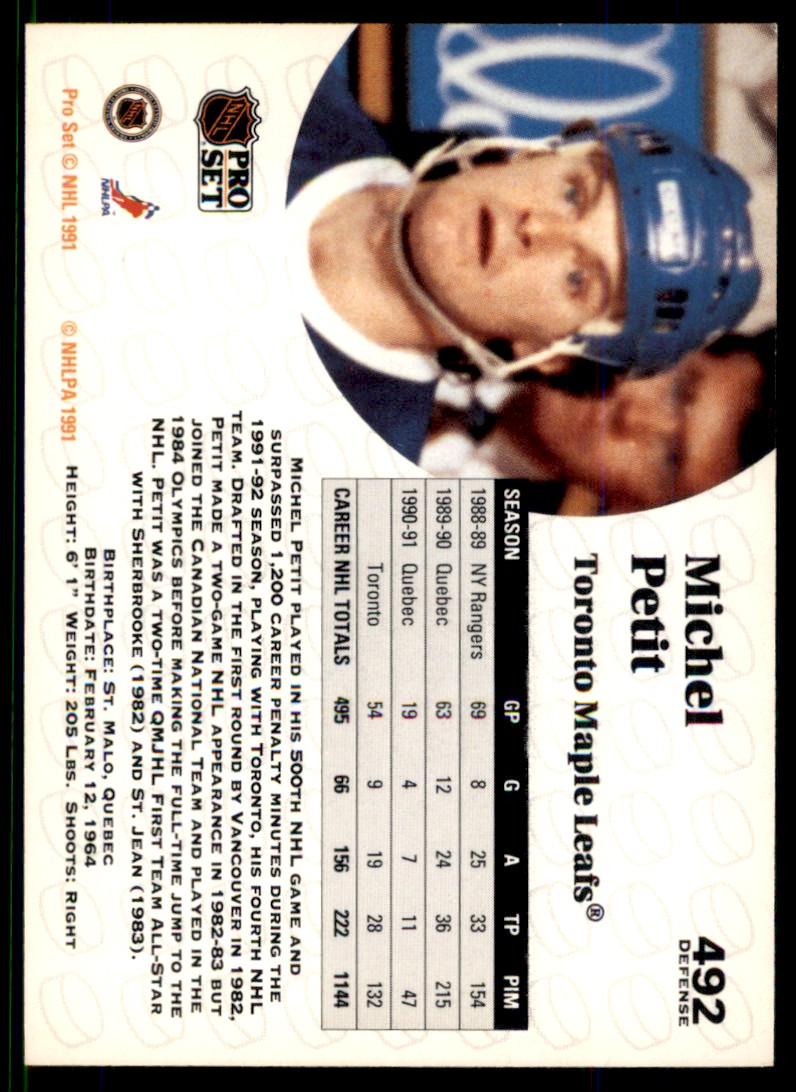 Michel
Petit
Toronto Maple Leafs®
492
DEFENSE
SEASON GP G A TP PIM
1988-89 NY Rangers 69 8 25 33 154
1989-90 Quebec 63 12 24 36 215
1990-91 Quebec 19 4 7 11 47
Toronto 54 9 19 28 132
CAREER NHL TOTALS 495 66 156 222 1144
MICHEL PETIT PLAYED IN HIS 500TH NHL GAME AND
SURPASSED 1,200 CAREER PENALTY MINUTES DURING THE
1991-92 SEASON, PLAYING WITH TORONTO, HIS FOURTH NHL
TEAM. DRAFTED IN THE FIRST ROUND BY VANCOUVER IN 1982,
PETIT MADE A TWO-GAME NHL APPEARANCE IN 1982-83 BUT
JOINED THE CANADIAN NATIONAL TEAM AND PLAYED IN THE
1984 OLYMPICS BEFORE MAKING THE FULL-TIME JUMP TO THE
NHL. PETIT WAS A TWO-TIME QMJHL FIRST TEAM ALL-STAR
WITH SHERBROOKE (1982) AND ST. JEAN (1983).
BIRTHPLACE: ST. MALO, QUEBEC
BIRTHDATE: FEBRUARY 12, 1964
HEIGHT: 6' 1" WEIGHT: 205 LBS. SHOOTS: RIGHT
NHL
PRO
SET
NHL
NHLPA
Pro Set © NHL 1991
© NHLPA 1991